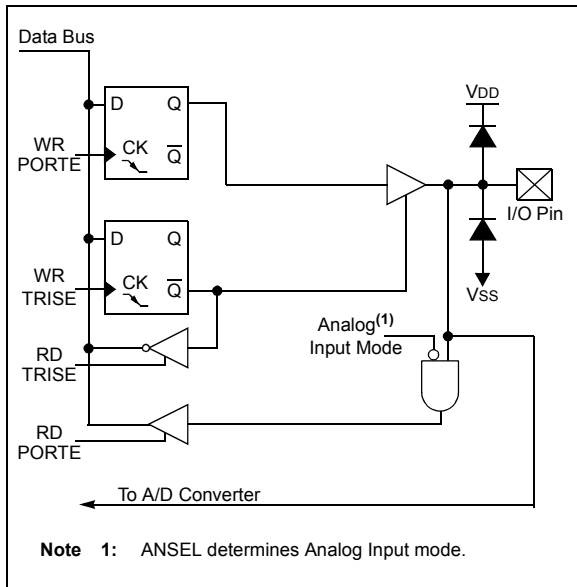 Data Bus
D Q
WR
PORTE
CK
Q
VDD
I/O Pin
D Q
WR
TRISE
CK
Q
VSS
Analog(1)
Input Mode
RD
TRISE
RD
PORTE
To A/D Converter
Note 1: ANSEL determines Analog Input mode.